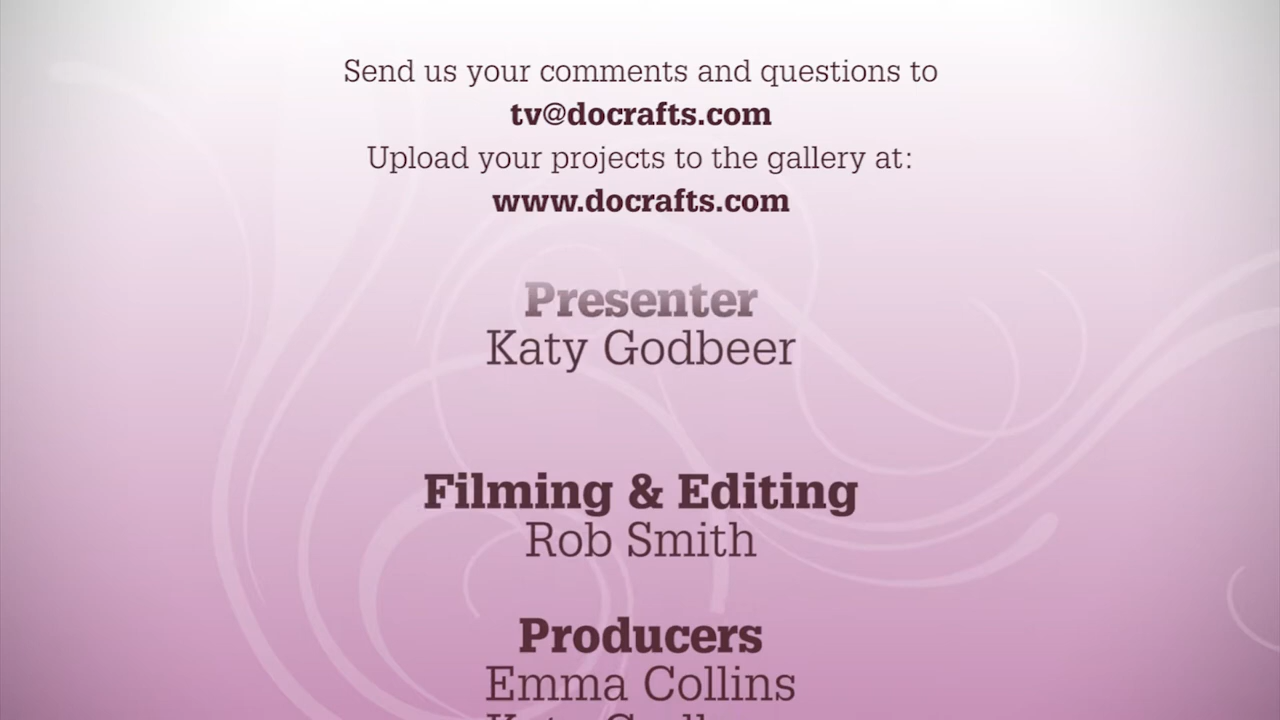 Send us your comments and questions to
tv@docrafts.com
Upload your projects to the gallery at:
www.docrafts.com
Presenter
Katy Godbeer
Filming & Editing
Rob Smith
Producers
Emma Collins